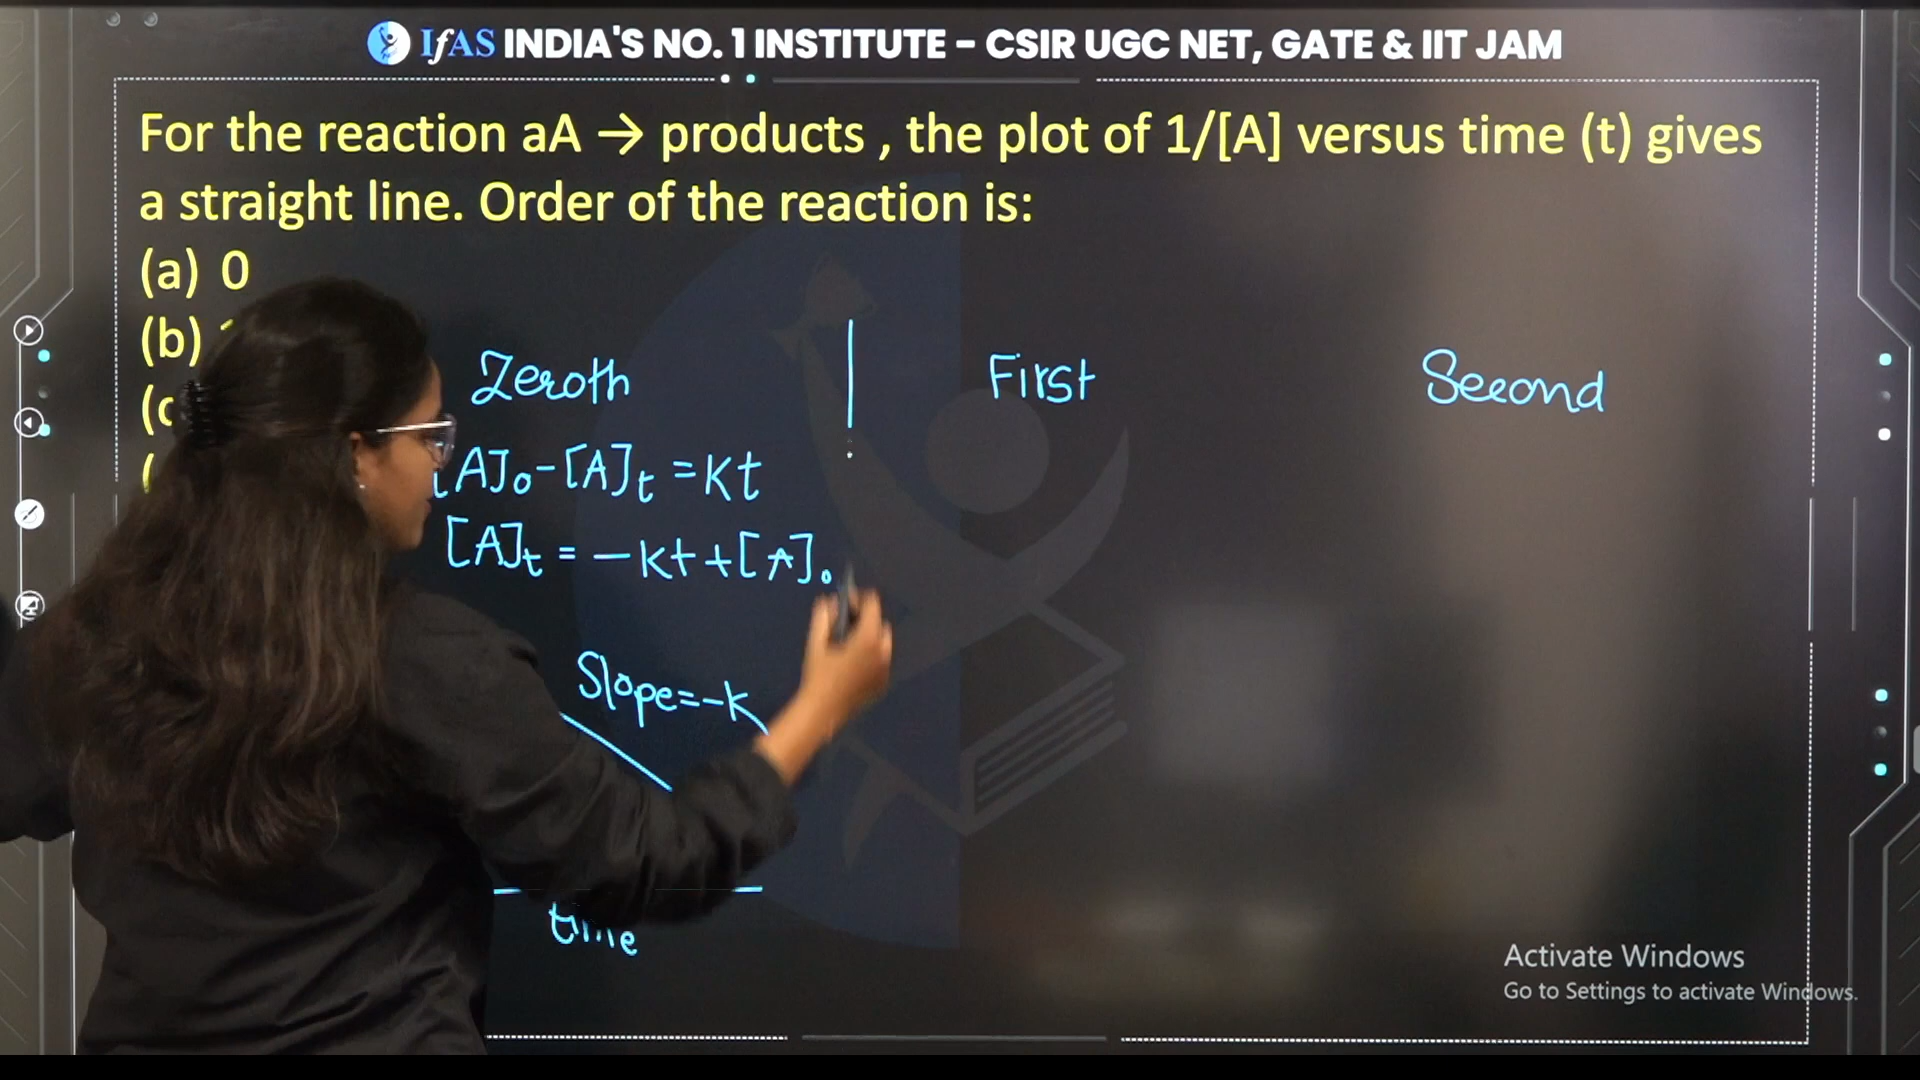 IfAS INDIA'S NO. 1 INSTITUTE – CSIR UGC NET, GATE & IIT JAM
For the reaction aA → products , the plot of 1/[A] versus time (t) gives
a straight line. Order of the reaction is:
(a) 0
(b)
Zeroth
First
Second
A]₀-[A]t = Kt
[A]t = -Kt+[A]₀
Slope=-K
time
Activate Windows
Go to Settings to activate Windows.